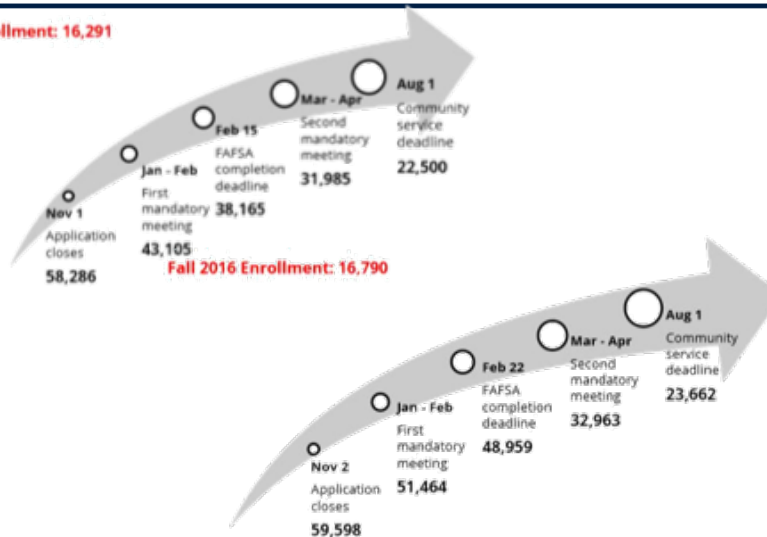 llment: 16,291
Aug 1
Community
service
deadline
22,500
Mar - Apr
Second
mandatory
meeting
31,985
Feb 15
FAFSA
completion
deadline
38,165
Jan - Feb
First
mandatory
meeting
43,105
Nov 1
Application
closes
58,286
Fall 2016 Enrollment: 16,790
Aug 1
Community
service
deadline
23,662
Mar - Apr
Second
mandatory
meeting
32,963
Feb 22
FAFSA
completion
deadline
48,959
Jan - Feb
First
mandatory
meeting
51,464
Nov 2
Application
closes
59,598